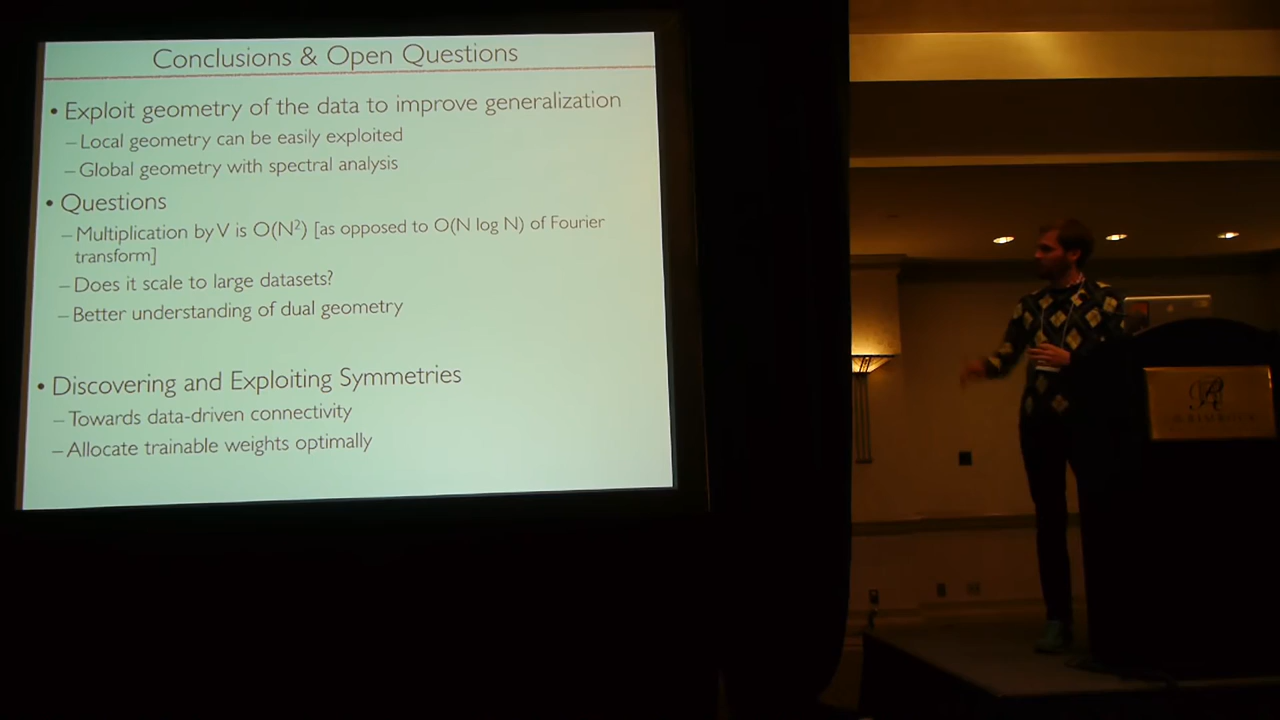 Conclusions & Open Questions
• Exploit geometry of the data to improve generalization
– Local geometry can be easily exploited
– Global geometry with spectral analysis
• Questions
– Multiplication by V is O(N²) [as opposed to O(N log N) of Fourier
transform]
– Does it scale to large datasets?
– Better understanding of dual geometry
• Discovering and Exploiting Symmetries
– Towards data-driven connectivity
– Allocate trainable weights optimally